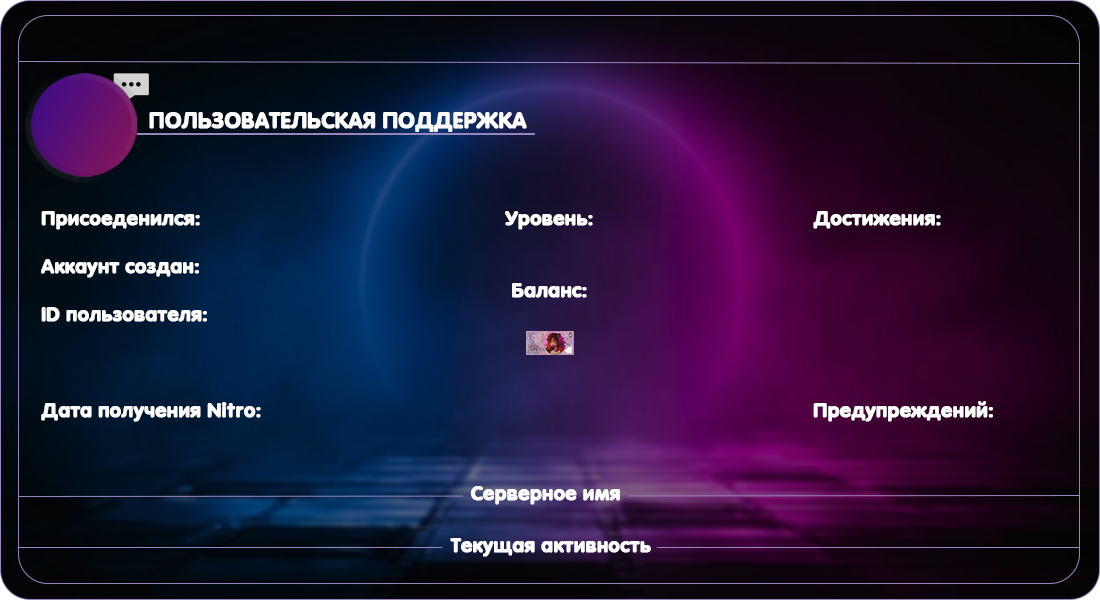 ПОЛЬЗОВАТЕЛЬСКАЯ ПОДДЕРЖКА
Присоеденился:
Уровень:
Достижения:
Аккаунт создан:
Баланс:
ID пользователя:
Дата получения Nitro:
Предупреждений:
Серверное имя
Текущая активность